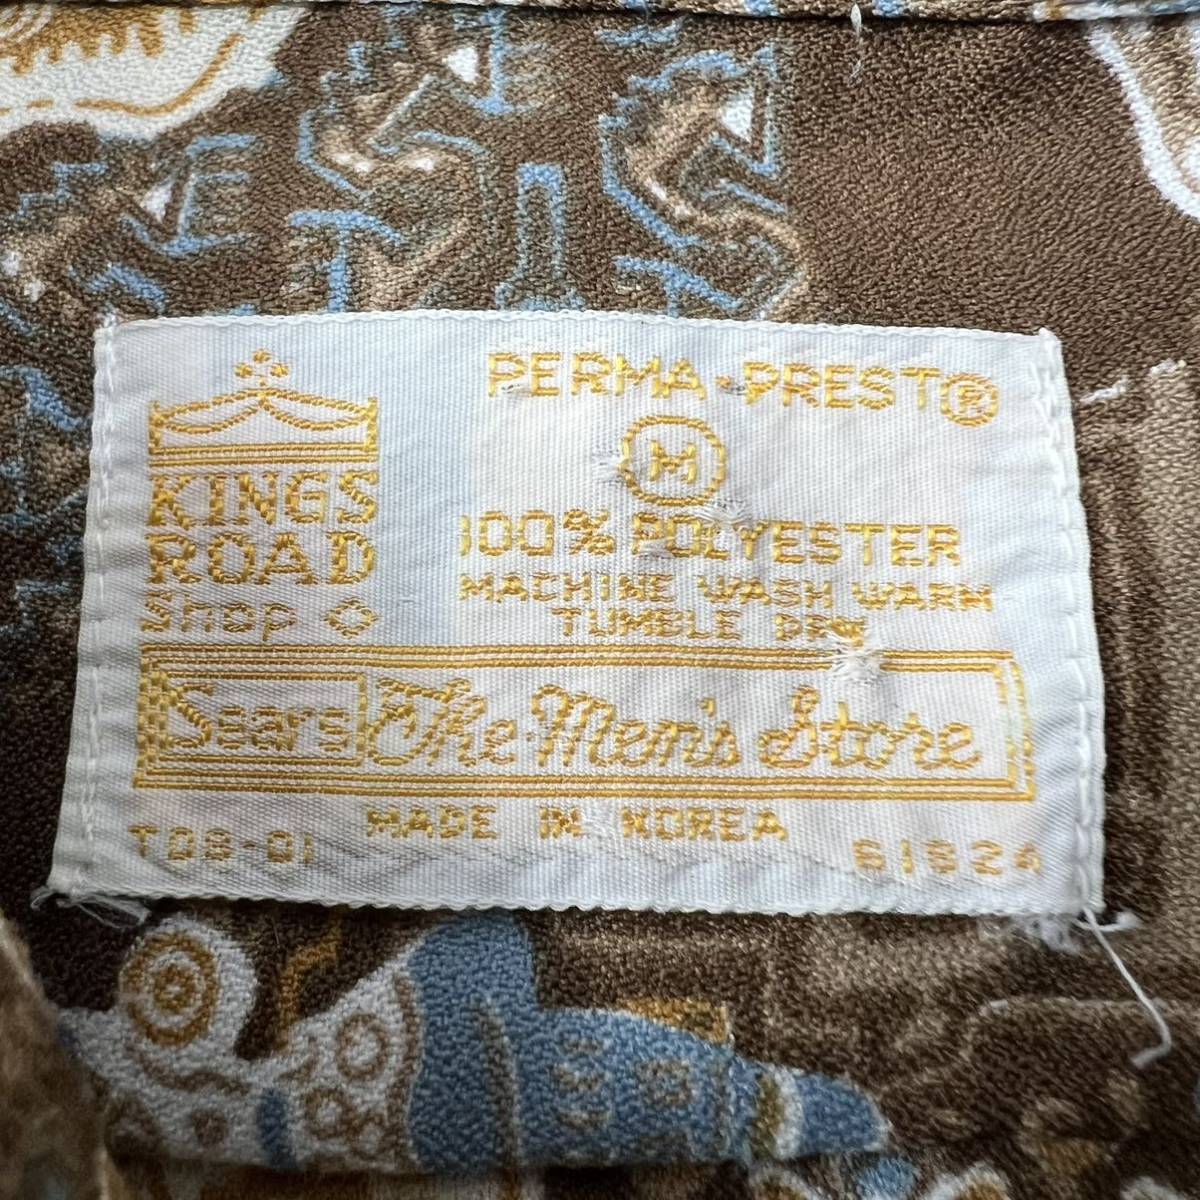 KINGS
ROAD
Shop
PERMA-PREST®
M
100% POLYESTER
MACHINE WASH WARM
TUMBLE DRY
Sears The Men's Store
MADE IN KOREA
TDS-01
61824